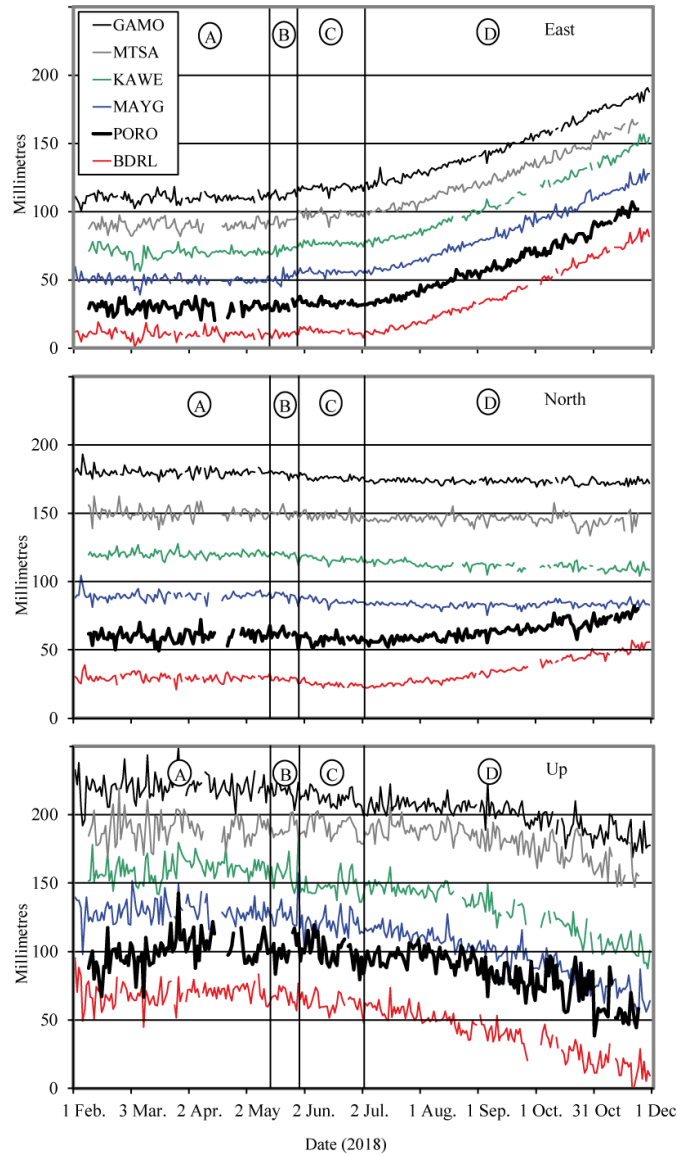 GAMO
MTSA
KAWE
MAYG
PORO
BDRL
A B C D East
200
150
100
50
0
Millimetres
A B C D North
200
150
100
50
0
Millimetres
A B C D Up
200
150
100
50
0
Millimetres
1 Feb. 3 Mar. 2 Apr. 2 May 2 Jun. 2 Jul. 1 Aug. 1 Sep. 1 Oct. 31 Oct 1 Dec
Date (2018)